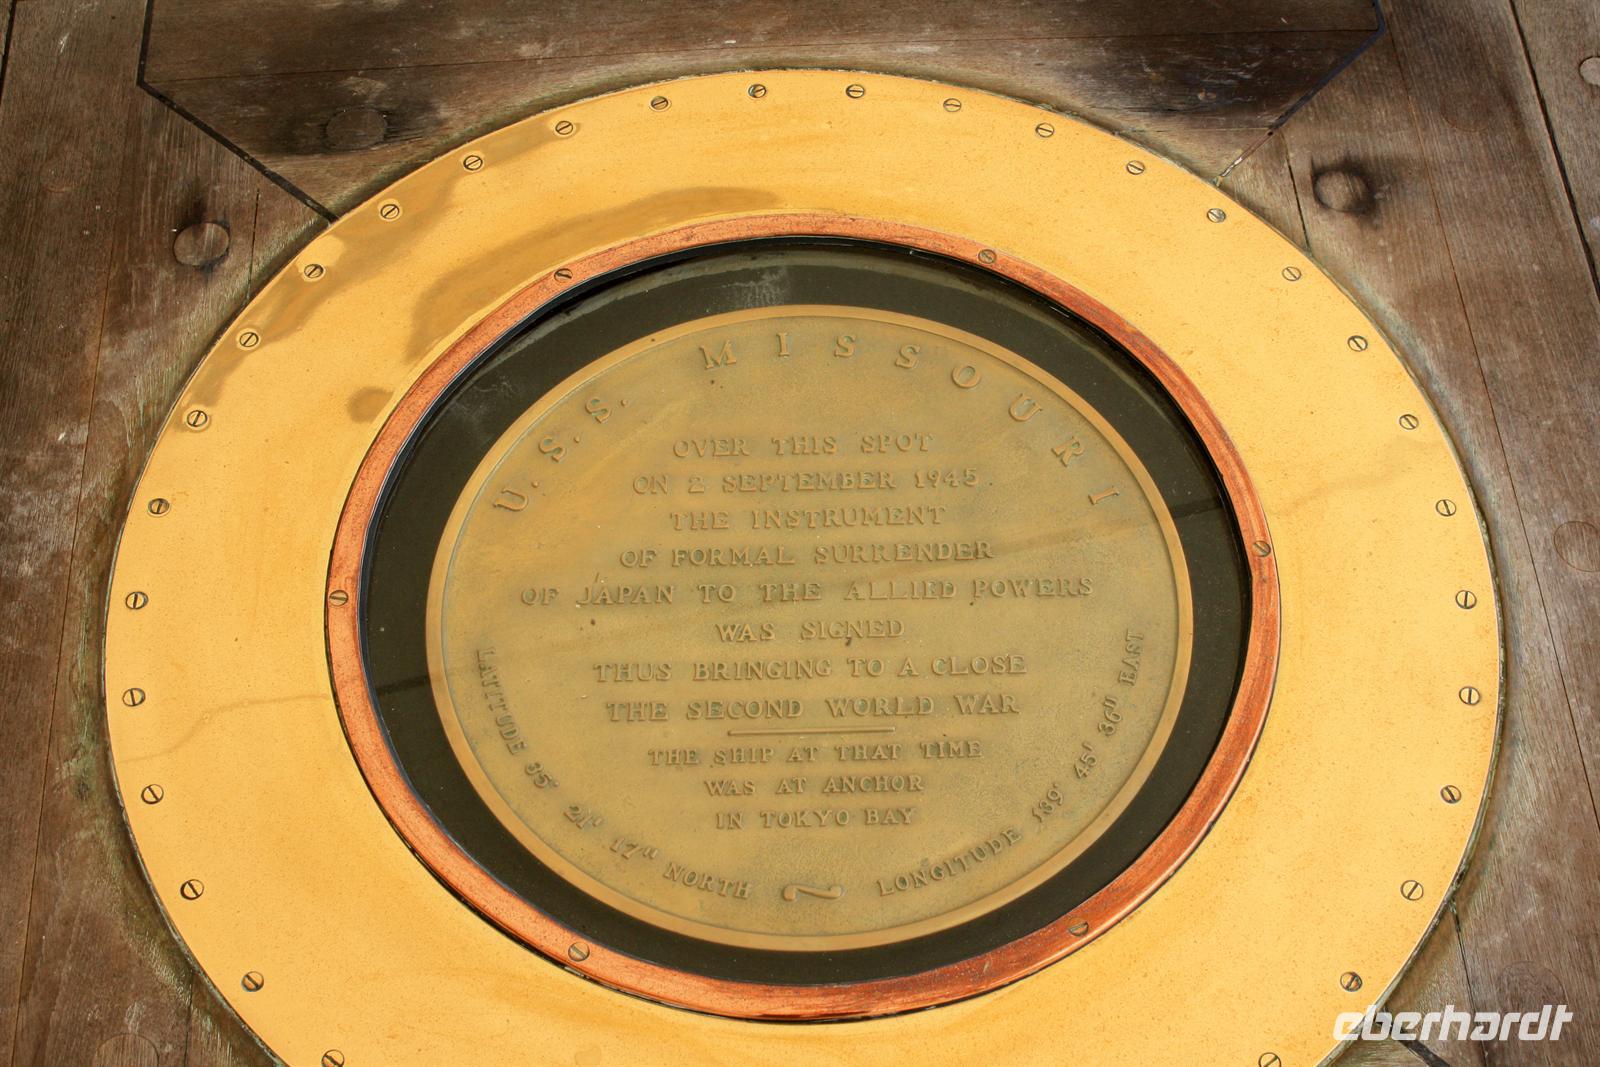 U.S.S. MISSOURI
OVER THIS SPOT
ON 2 SEPTEMBER 1945
THE INSTRUMENT
OF FORMAL SURRENDER
OF JAPAN TO THE ALLIED POWERS
WAS SIGNED
THUS BRINGING TO A CLOSE
THE SECOND WORLD WAR
THE SHIP AT THAT TIME
WAS AT ANCHOR
IN TOKYO BAY
LATITUDE 35° 21' 17" NORTH ~ LONGITUDE 139° 45' 36" EAST
eberhardt